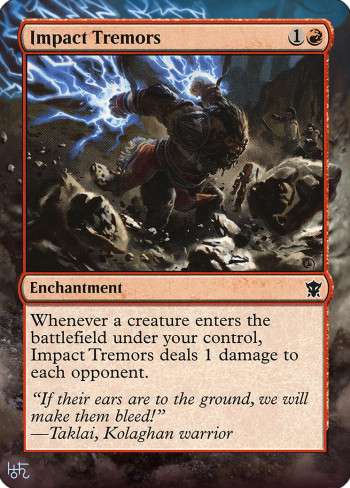 Impact Tremors 1
Enchantment
Whenever a creature enters the
battlefield under your control,
Impact Tremors deals 1 damage to
each opponent.
“If their ears are to the ground, we will
make them bleed!”
—Taklai, Kolaghan warrior